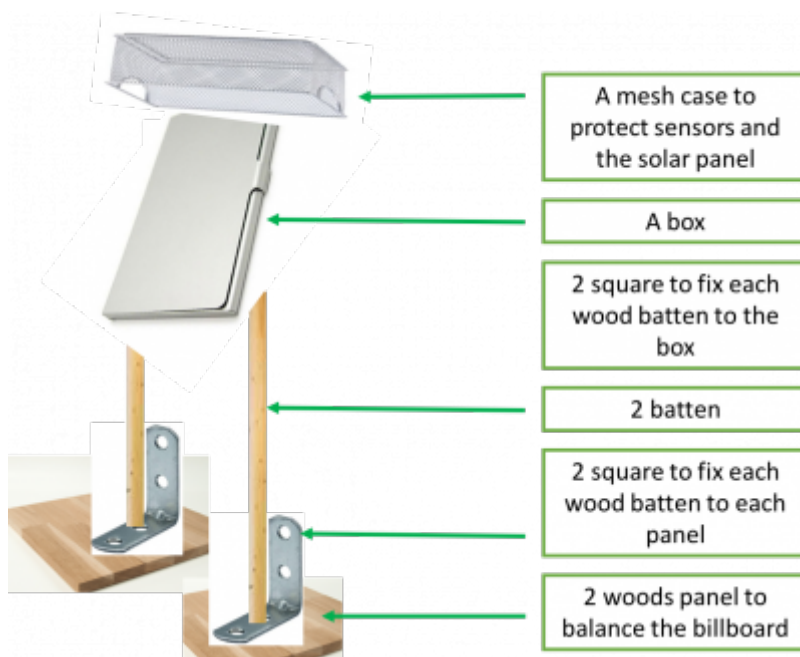 A mesh case to
protect sensors and
the solar panel
A box
2 square to fix each
wood batten to the
box
2 batten
2 square to fix each
wood batten to each
panel
2 woods panel to
balance the billboard